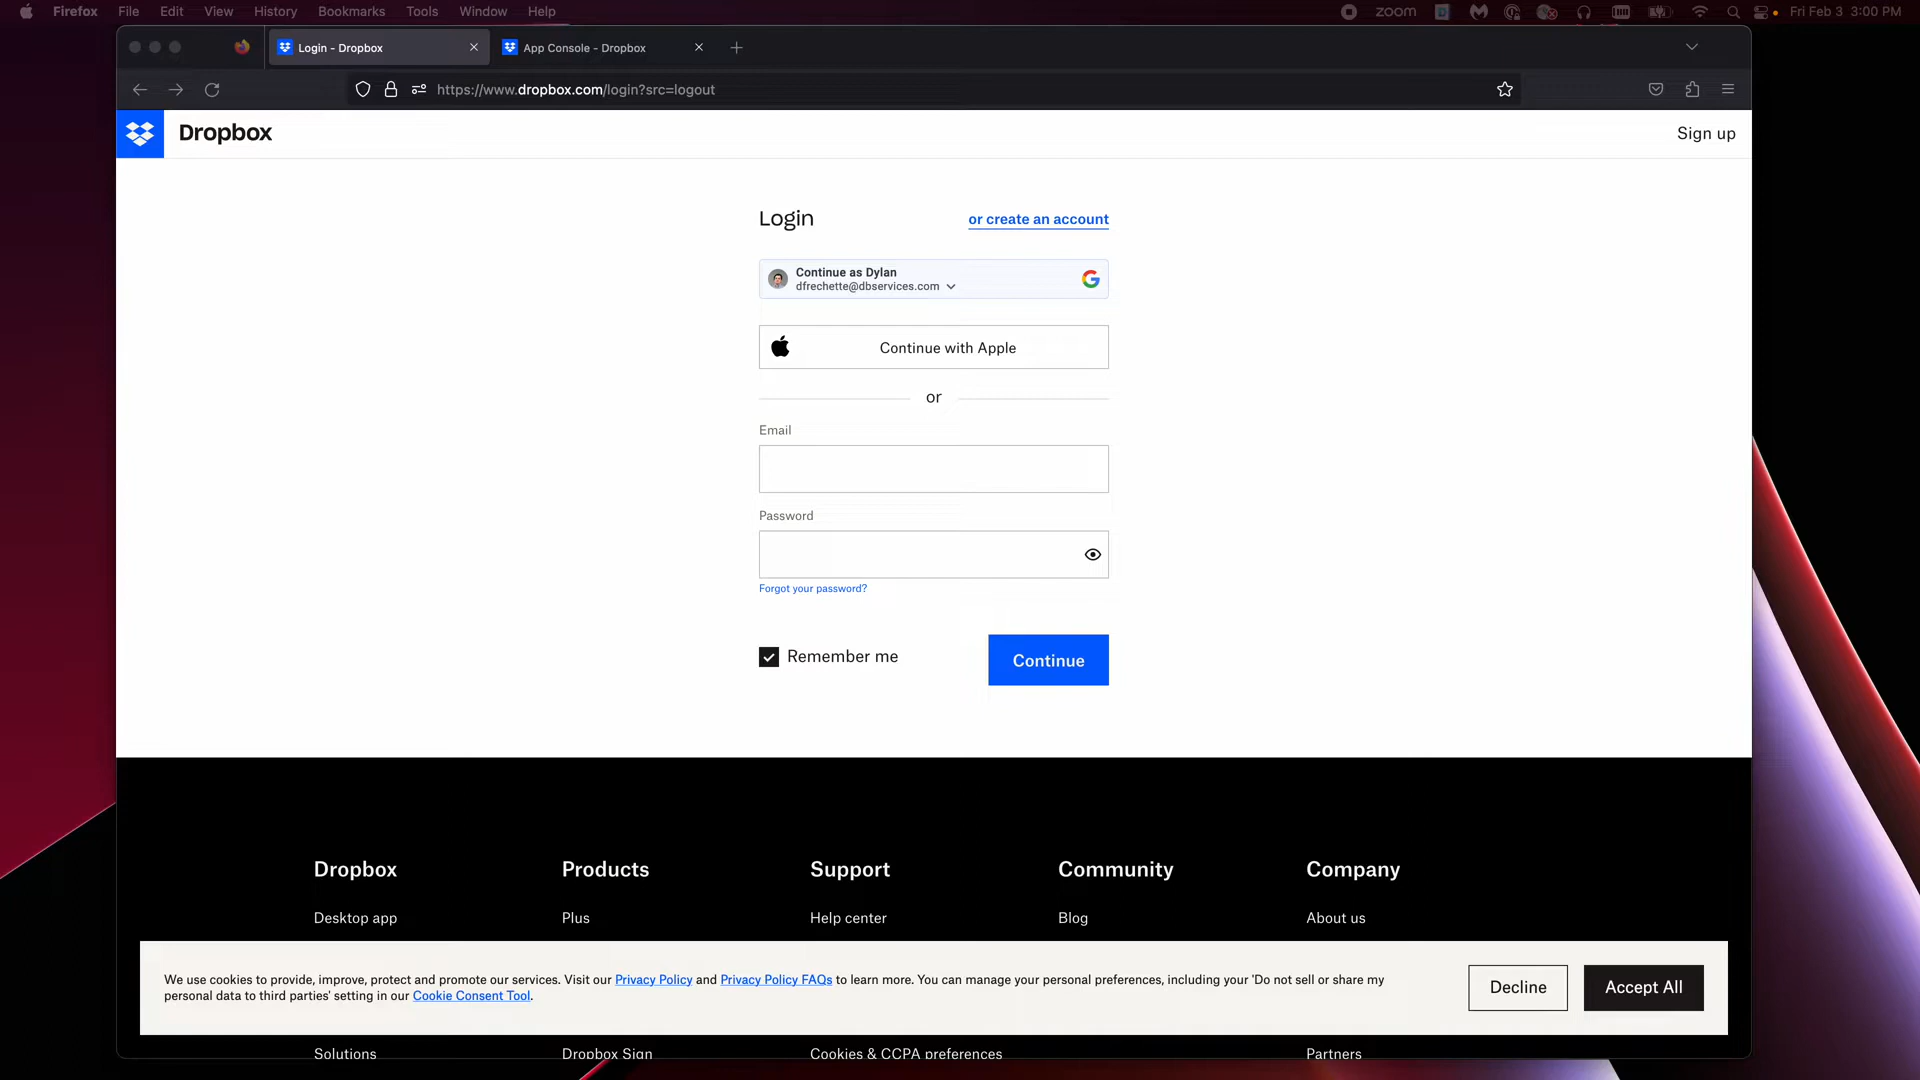 Firefox File Edit View History Bookmarks Tools Window Help zoom Fri Feb 3 3:00 PM
Login - Dropbox App Console - Dropbox
https://www.dropbox.com/login?src=logout
Dropbox Sign up
Login or create an account
Continue as Dylan
dfrechette@dbservices.com
Continue with Apple
or
Email
Password
Forgot your password?
Remember me Continue
Dropbox Products Support Community Company
Desktop app Plus Help center Blog About us
We use cookies to provide, improve, protect and promote our services. Visit our Privacy Policy and Privacy Policy FAQs to learn more. You can manage your personal preferences, including your 'Do not sell or share my
personal data to third parties' setting in our Cookie Consent Tool.
Decline Accept All
Solutions Dropbox Sign Cookies & CCPA preferences Partners